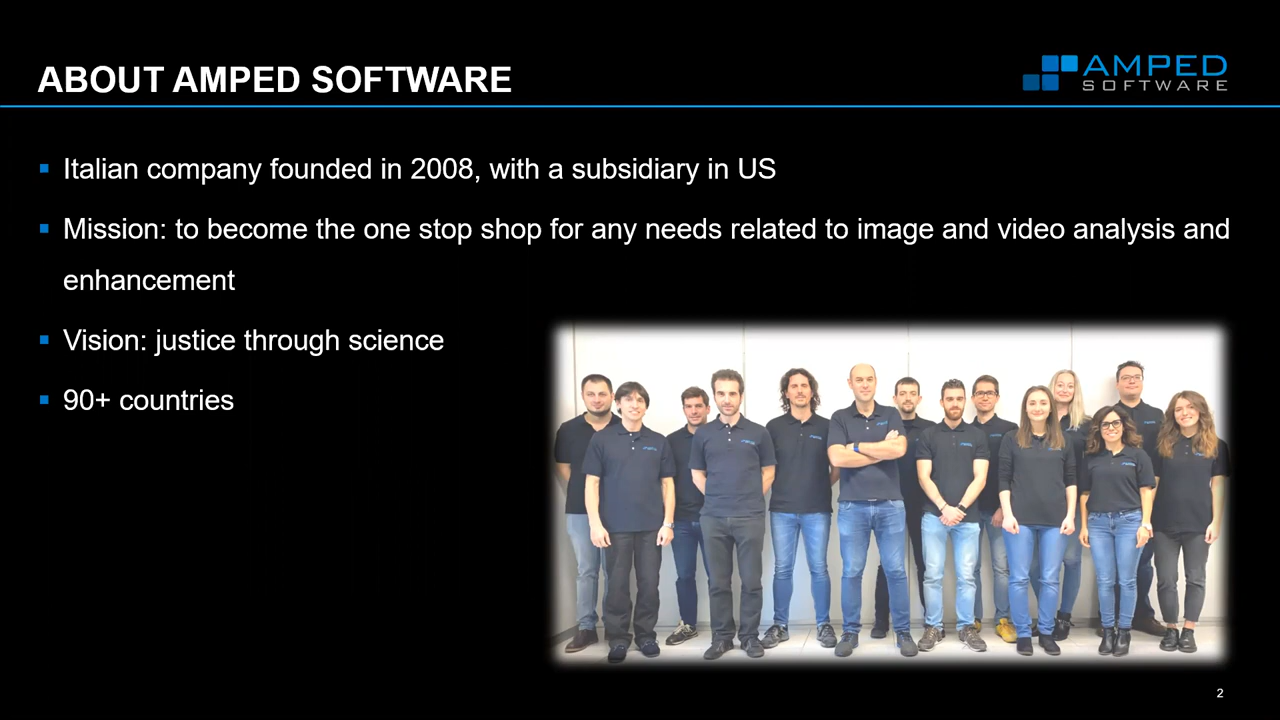 ABOUT AMPED SOFTWARE
AMPED
SOFTWARE
Italian company founded in 2008, with a subsidiary in US
Mission: to become the one stop shop for any needs related to image and video analysis and
enhancement
Vision: justice through science
90+ countries
2